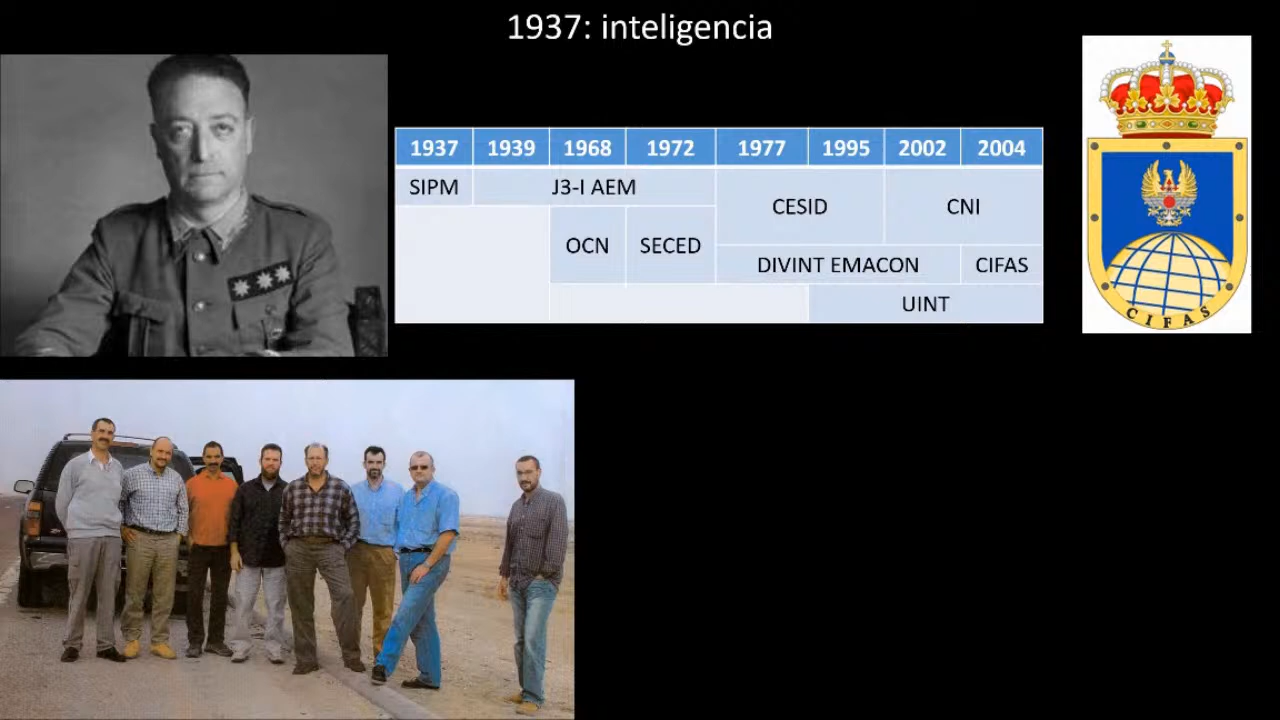 1937: inteligencia
1937 1939 1968 1972 1977 1995 2002 2004
SIPM J3-I AEM CESID CNI
OCN SECED
DIVINT EMACON CIFAS
UINT
CIFAS